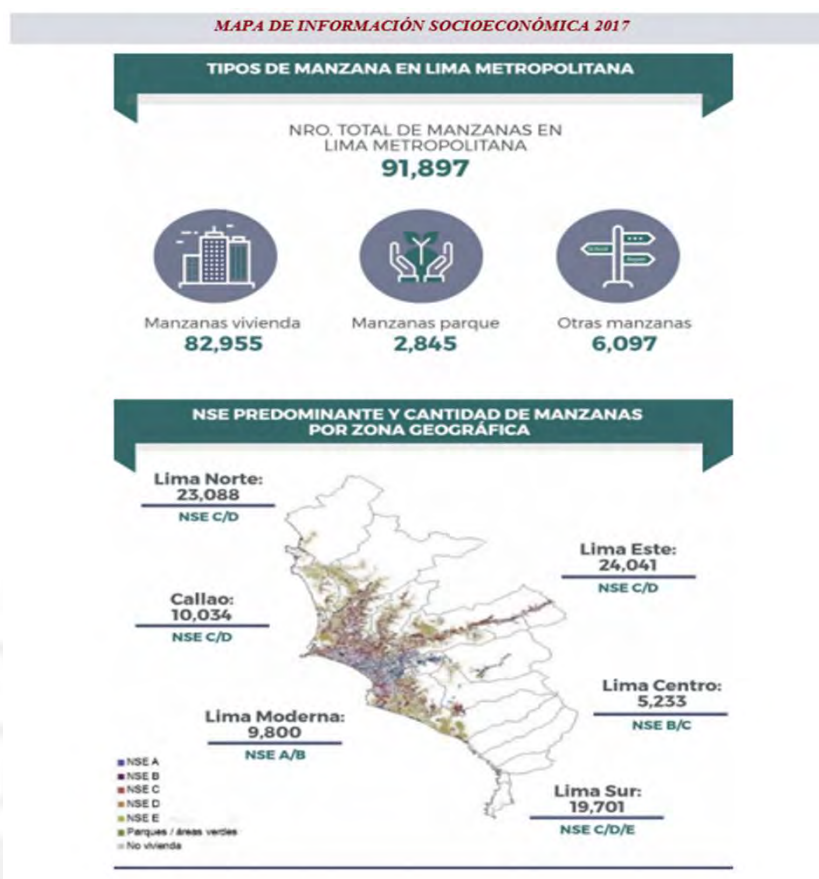 MAPA DE INFORMACIÓN SOCIOECONÓMICA 2017
TIPOS DE MANZANA EN LIMA METROPOLITANA
NRO. TOTAL DE MANZANAS EN
LIMA METROPOLITANA
91,897
Manzanas vivienda
82,955
Manzanas parque
2,845
Otras manzanas
6,097
NSE PREDOMINANTE Y CANTIDAD DE MANZANAS
POR ZONA GEOGRÁFICA
Lima Norte:
23,088
NSE C/D
Lima Este:
24,041
NSE C/D
Callao:
10,034
NSE C/D
Lima Centro:
5,233
NSE B/C
Lima Moderna:
9,800
NSE A/B
Lima Sur:
19,701
NSE C/D/E
NSE A
NSE B
NSE C
NSE D
NSE E
Parques / áreas verdes
No vivienda